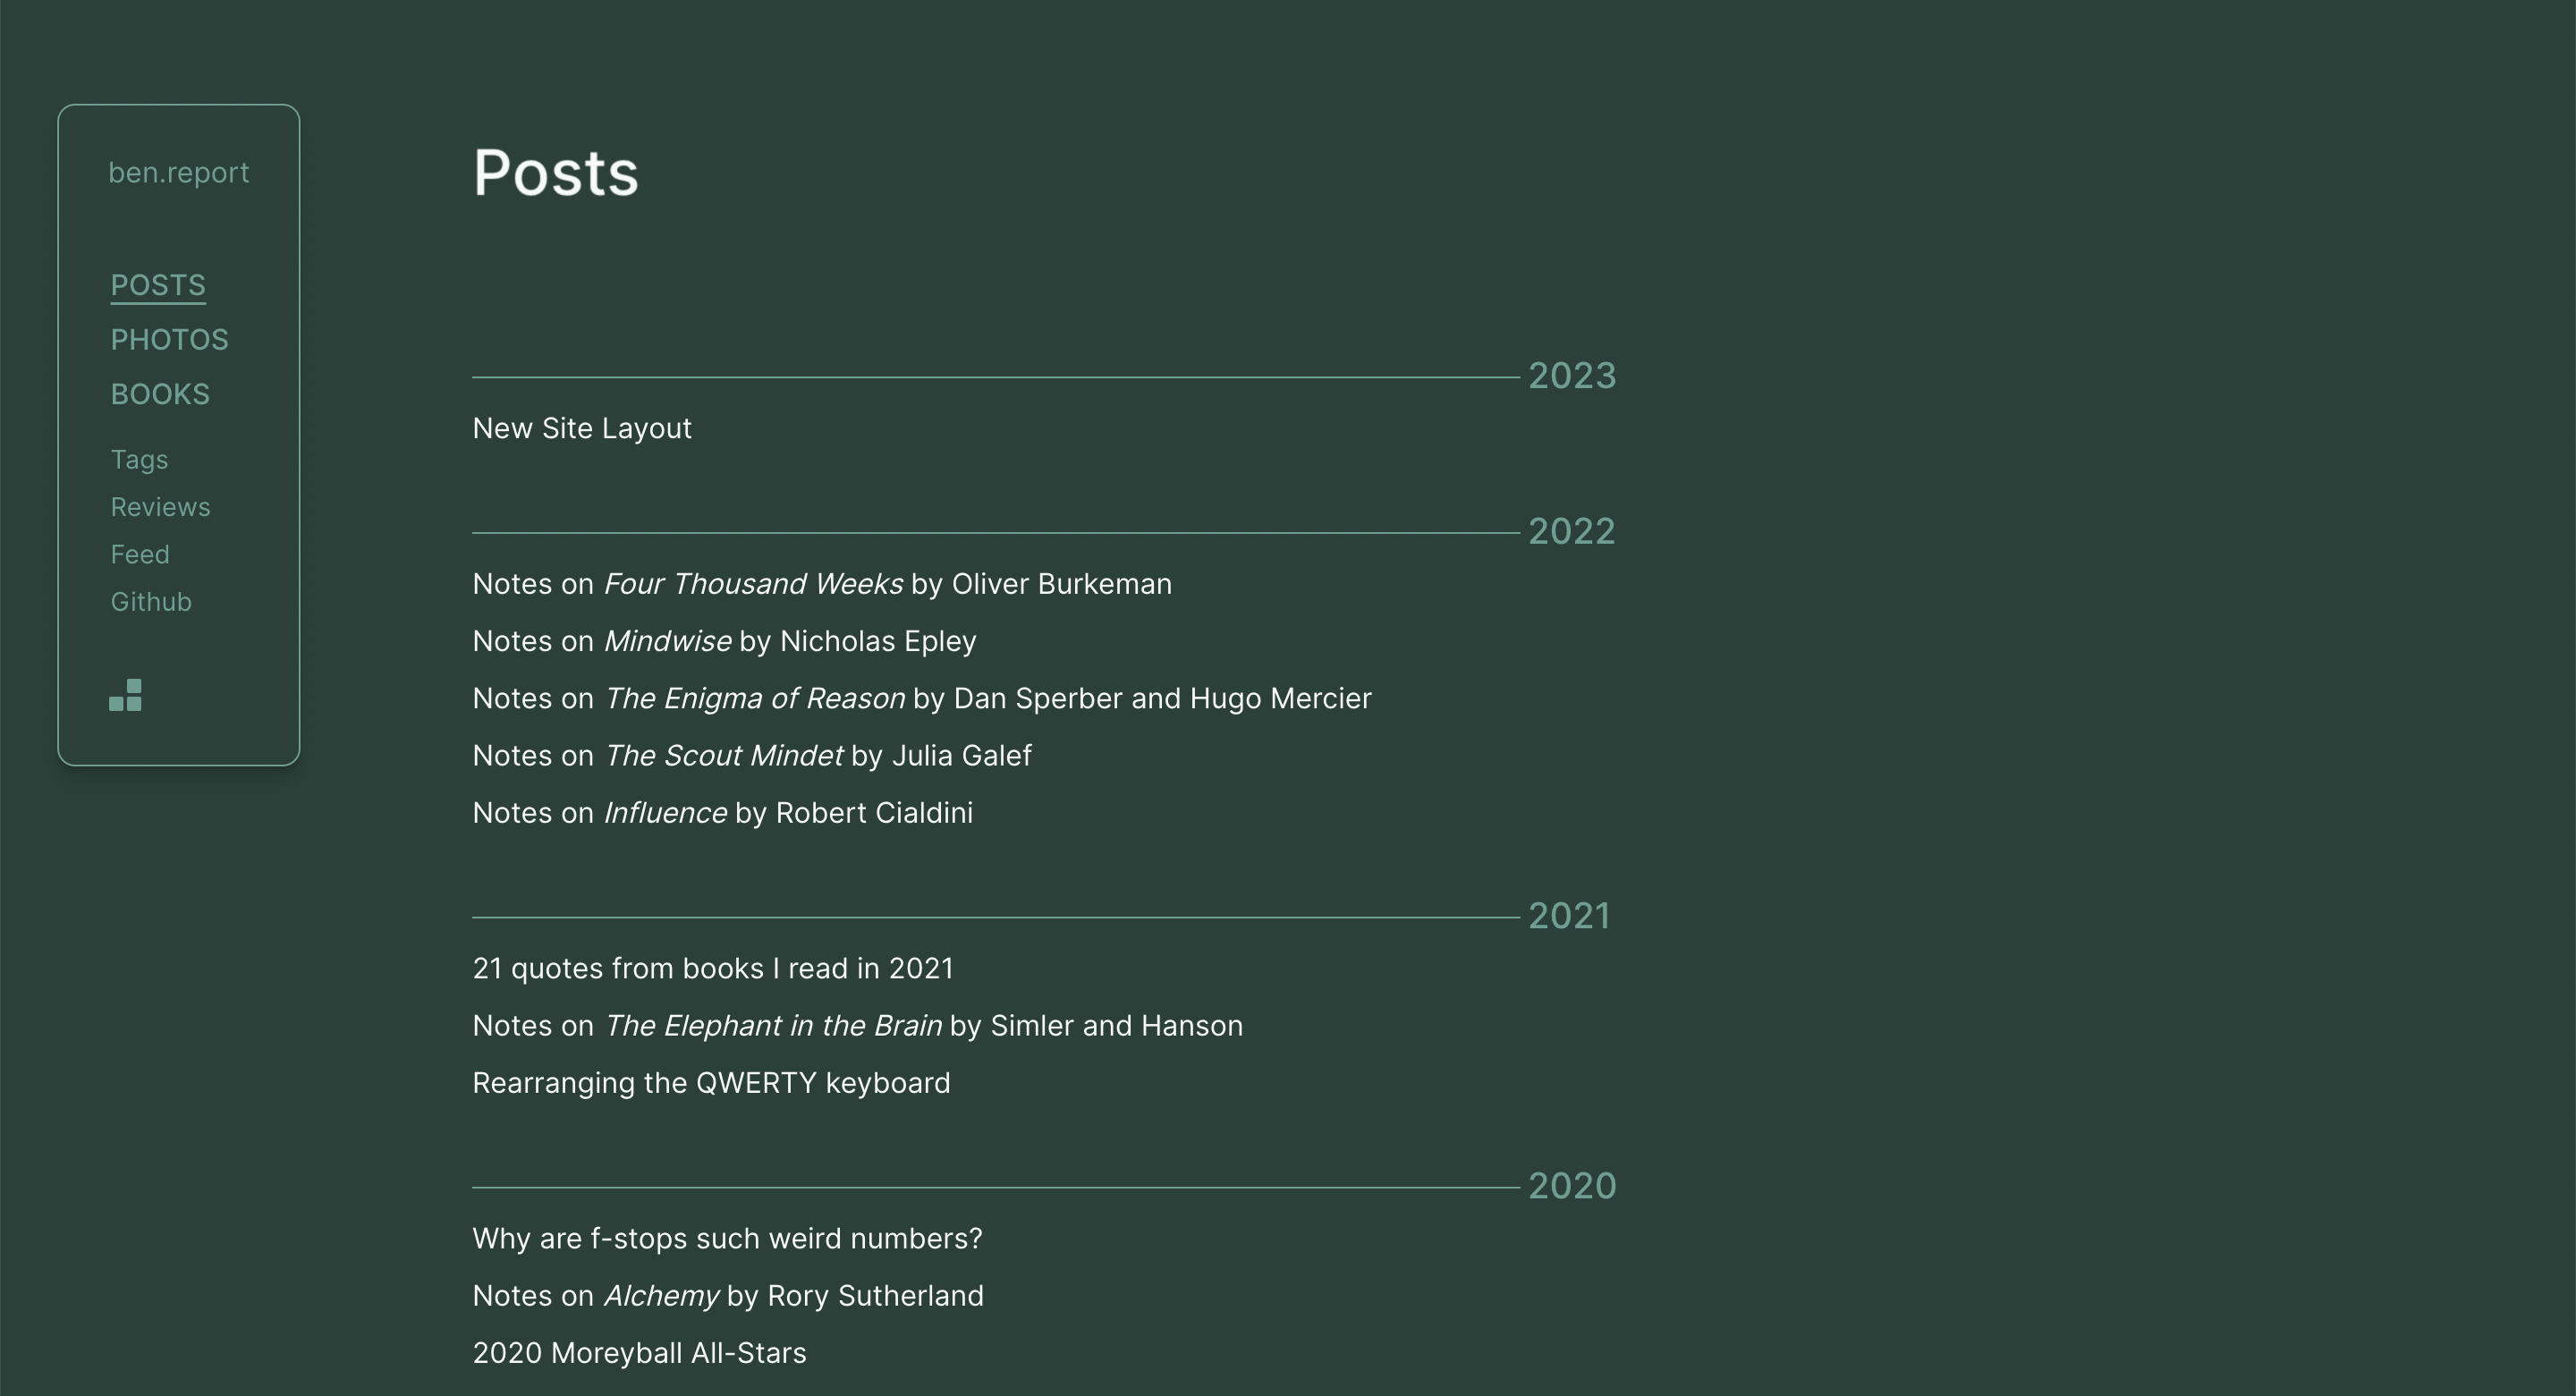 ben.report
POSTS
PHOTOS
BOOKS
Tags
Reviews
Feed
Github
Posts
2023
New Site Layout
2022
Notes on Four Thousand Weeks by Oliver Burkeman
Notes on Mindwise by Nicholas Epley
Notes on The Enigma of Reason by Dan Sperber and Hugo Mercier
Notes on The Scout Mindet by Julia Galef
Notes on Influence by Robert Cialdini
2021
21 quotes from books I read in 2021
Notes on The Elephant in the Brain by Simler and Hanson
Rearranging the QWERTY keyboard
2020
Why are f-stops such weird numbers?
Notes on Alchemy by Rory Sutherland
2020 Moreyball All-Stars